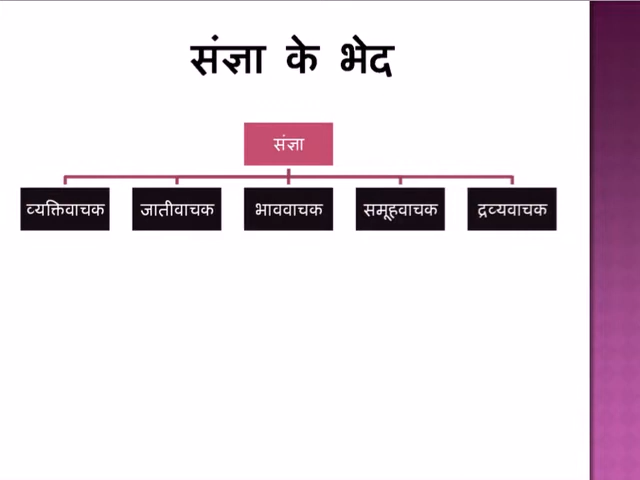 संज्ञा के भेद
संज्ञा
व्यक्तिवाचक
जातीवाचक
भाववाचक
समूहवाचक
द्रव्यवाचक